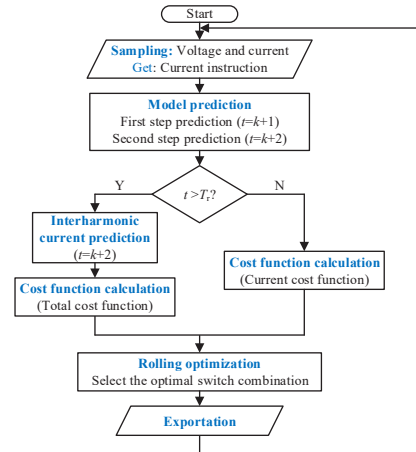 Start
Sampling: Voltage and current
Get: Current instruction
Model prediction
First step prediction (t=k+1)
Second step prediction (t=k+2)
Y
t >Tr?
N
Interharmonic
current prediction
(t=k+2)
Cost function calculation
(Total cost function)
Cost function calculation
(Current cost function)
Rolling optimization
Select the optimal switch combination
Exportation